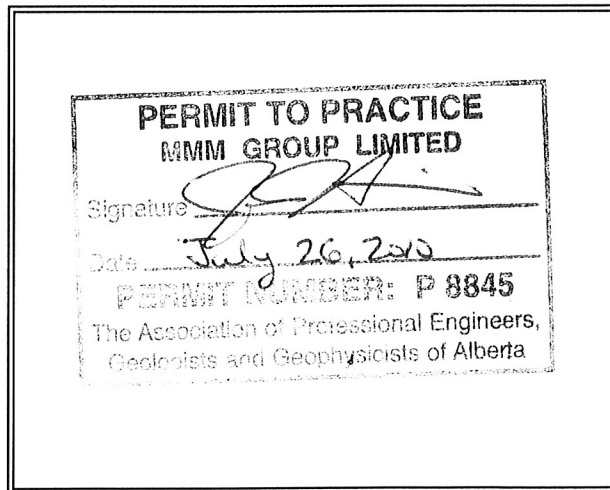 PERMIT TO PRACTICE
MMM GROUP LIMITED
Signature
Date July 26, 2010
PERMIT NUMBER: P 8845
The Association of Professional Engineers,
Geologists and Geophysicists of Alberta